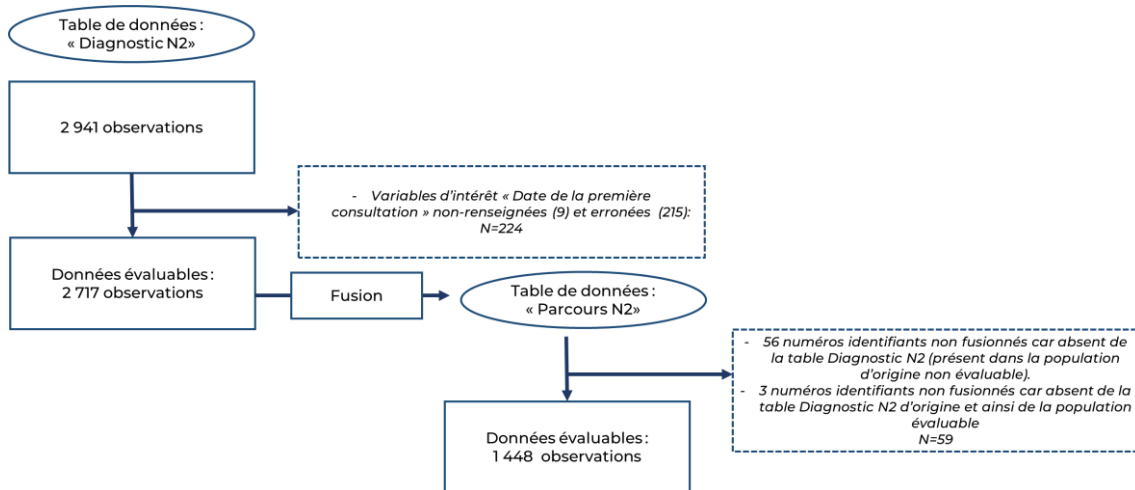 Table de données :
« Diagnostic N2»
2 941 observations
- Variables d'intérêt « Date de la première
consultation » non-renseignées (9) et erronées (215):
N=224
Données évaluables :
2 717 observations
Fusion
Table de données :
« Parcours N2»
- 56 numéros identifiants non fusionnés car absent de
la table Diagnostic N2 (présent dans la population
d'origine non évaluable).
- 3 numéros identifiants non fusionnés car absent de la
table Diagnostic N2 d'origine et ainsi de la population
évaluable
N=59
Données évaluables :
1 448 observations